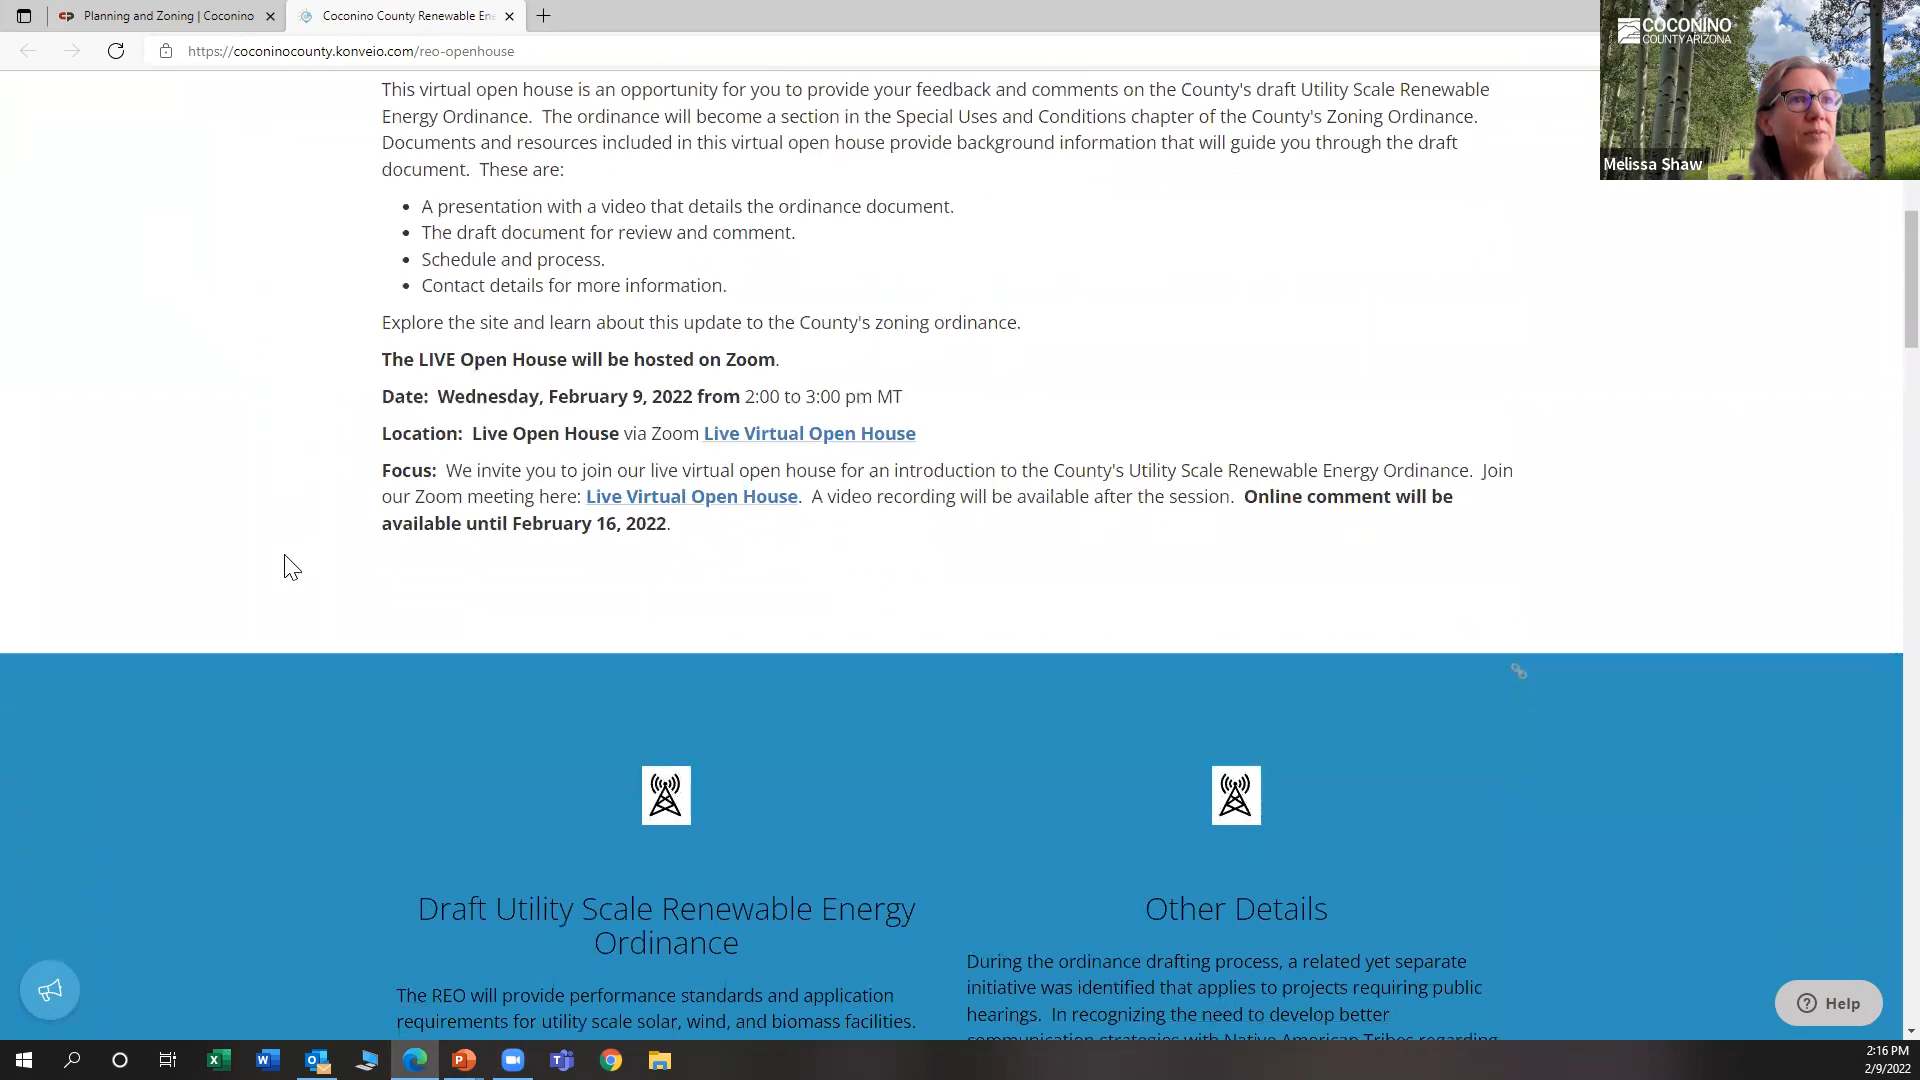 Planning and Zoning | Coconino
Coconino County Renewable En
https://coconinocounty.konveio.com/reo-openhouse
COCONINO
COUNTY ARIZONA
Melissa Shaw
This virtual open house is an opportunity for you to provide your feedback and comments on the County's draft Utility Scale Renewable
Energy Ordinance. The ordinance will become a section in the Special Uses and Conditions chapter of the County's Zoning Ordinance.
Documents and resources included in this virtual open house provide background information that will guide you through the draft
document. These are:
• A presentation with a video that details the ordinance document.
• The draft document for review and comment.
• Schedule and process.
• Contact details for more information.
Explore the site and learn about this update to the County's zoning ordinance.
The LIVE Open House will be hosted on Zoom.
Date: Wednesday, February 9, 2022 from 2:00 to 3:00 pm MT
Location: Live Open House via Zoom Live Virtual Open House
Focus: We invite you to join our live virtual open house for an introduction to the County's Utility Scale Renewable Energy Ordinance. Join
our Zoom meeting here: Live Virtual Open House. A video recording will be available after the session. Online comment will be
available until February 16, 2022.
Draft Utility Scale Renewable Energy
Ordinance
The REO will provide performance standards and application
requirements for utility scale solar, wind, and biomass facilities.
Other Details
During the ordinance drafting process, a related yet separate
initiative was identified that applies to projects requiring public
hearings. In recognizing the need to develop better
communication strategies with Native American Tribes regarding
Help
2:16 PM
2/9/2022